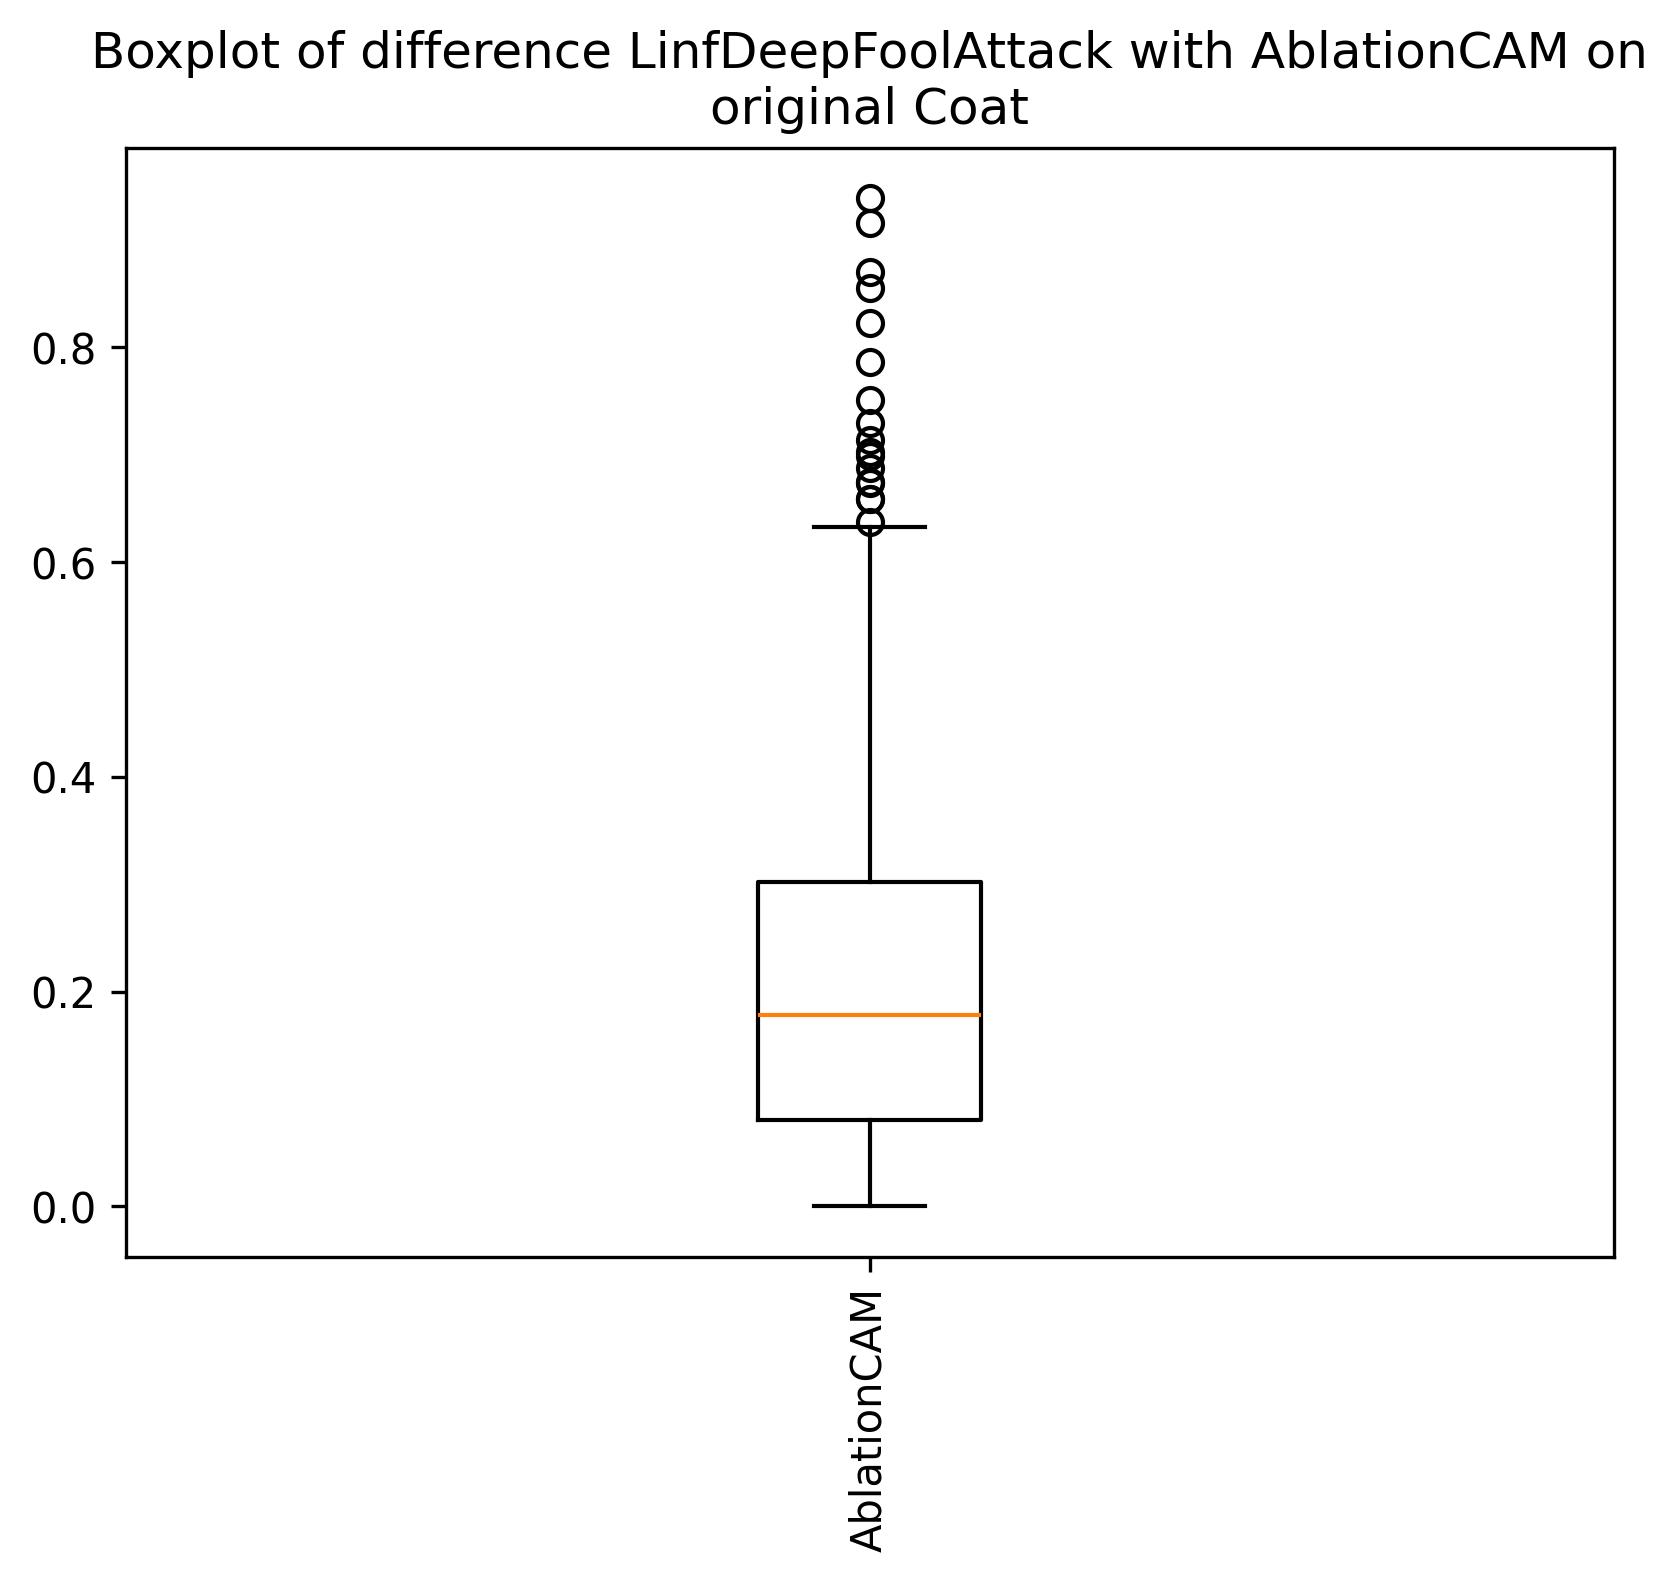 Boxplot of difference LinfDeepFoolAttack with AblationCAM on
original Coat
0.8
0.6
0.4
0.2
0.0
AblationCAM